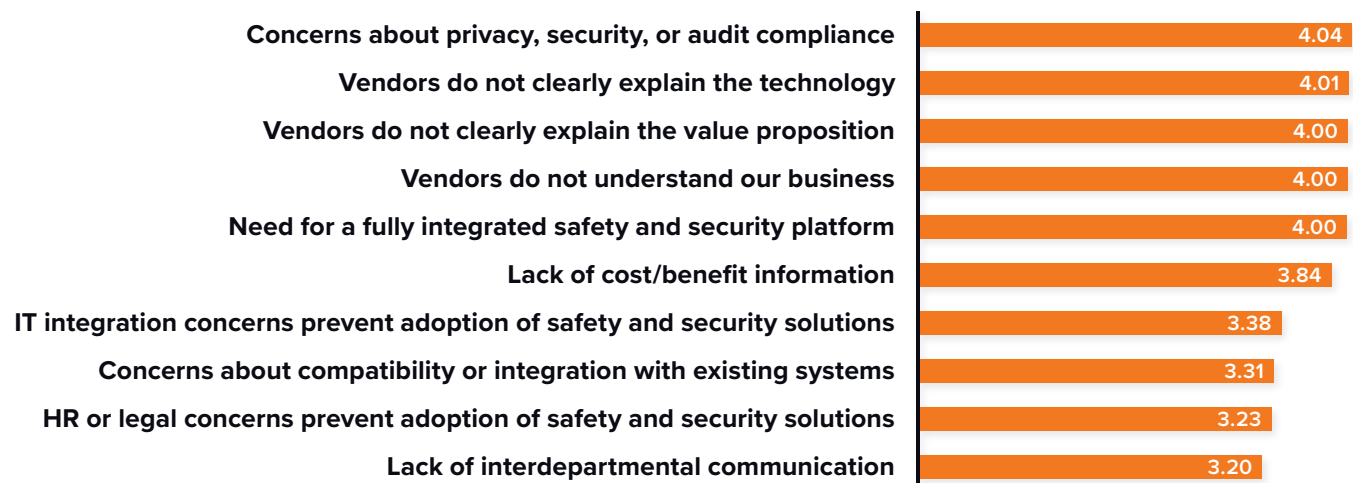 Concerns about privacy, security, or audit compliance 4.04
Vendors do not clearly explain the technology 4.01
Vendors do not clearly explain the value proposition 4.00
Vendors do not understand our business 4.00
Need for a fully integrated safety and security platform 4.00
Lack of cost/benefit information 3.84
IT integration concerns prevent adoption of safety and security solutions 3.38
Concerns about compatibility or integration with existing systems 3.31
HR or legal concerns prevent adoption of safety and security solutions 3.23
Lack of interdepartmental communication 3.20